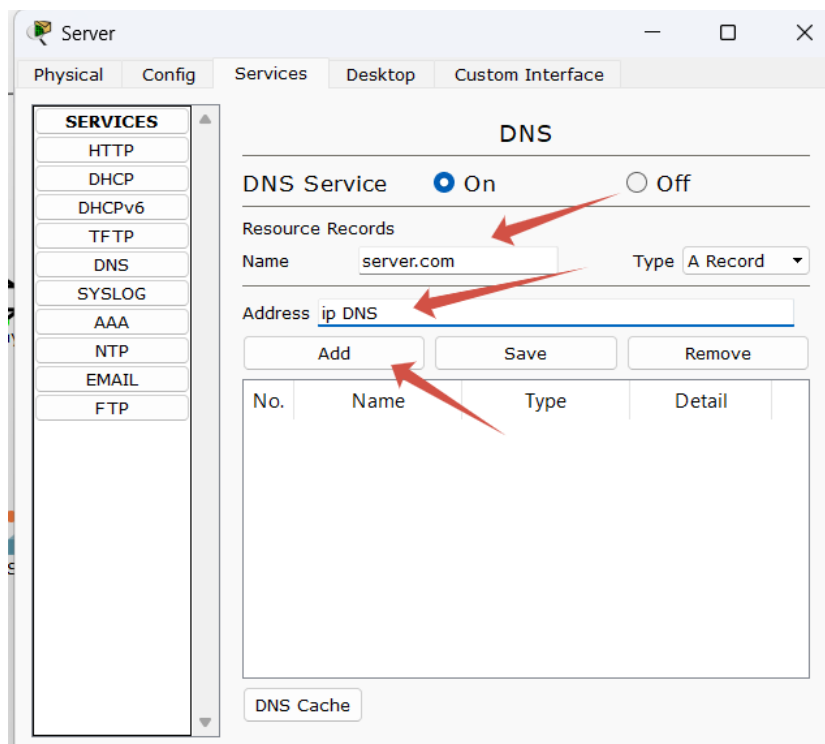 Server
Physical Config Services Desktop Custom Interface
SERVICES
HTTP
DHCP
DHCPv6
TFTP
DNS
SYSLOG
AAA
NTP
EMAIL
FTP
DNS
DNS Service On Off
Resource Records
Name server.com Type A Record
Address ip DNS
Add Save Remove
No. Name Type Detail
DNS Cache